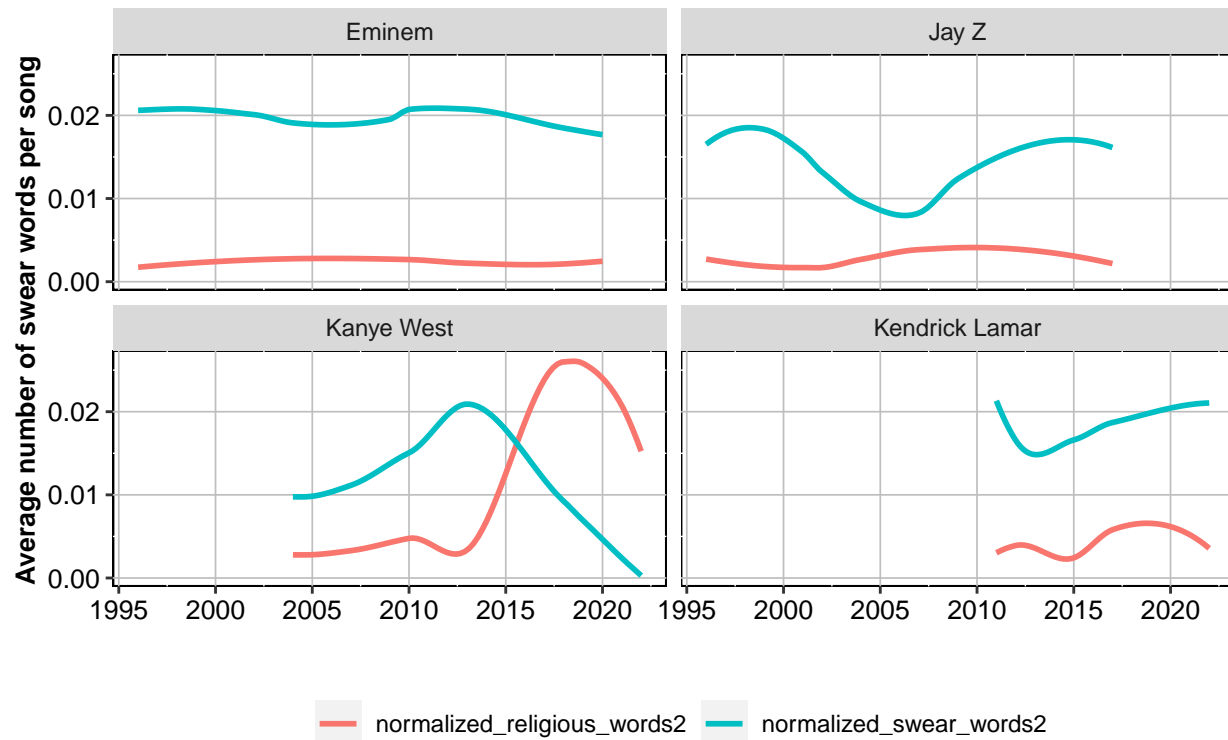 Average number of swear words per song
Eminem
Jay Z
0.02
0.01
0.00
Kanye West
Kendrick Lamar
0.02
0.01
0.00
1995 2000 2005 2010 2015 2020 1995 2000 2005 2010 2015 2020
normalized_religious_words2 normalized_swear_words2